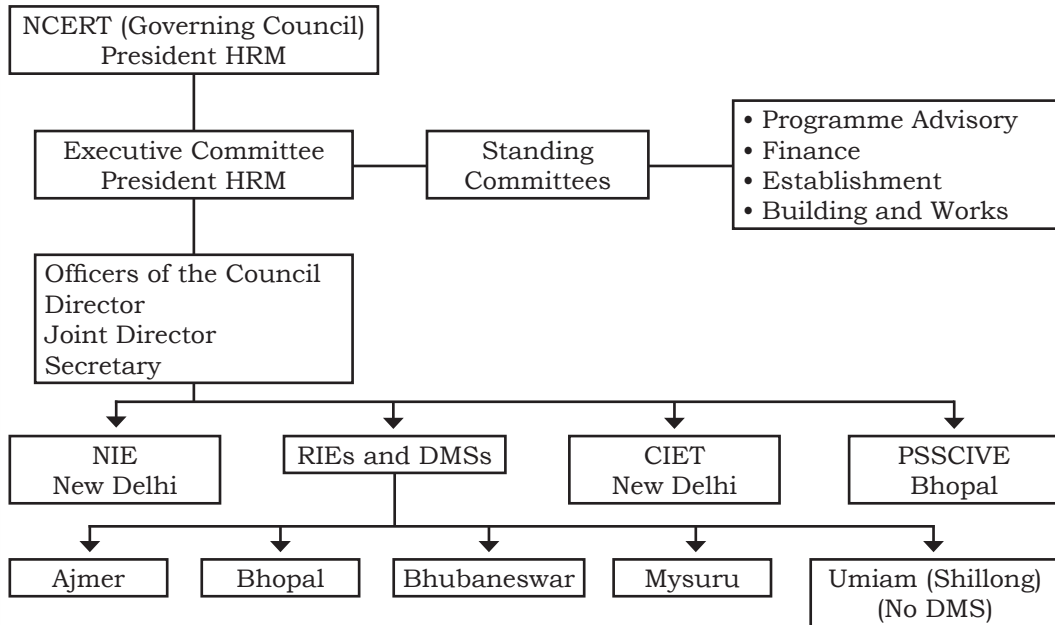 NCERT (Governing Council)
President HRM
Executive Committee
President HRM
Standing
Committees
• Programme Advisory
• Finance
• Establishment
• Building and Works
Officers of the Council
Director
Joint Director
Secretary
NIE
New Delhi
RIEs and DMSs
CIET
New Delhi
PSSCIVE
Bhopal
Ajmer
Bhopal
Bhubaneswar
Mysuru
Umiam (Shillong)
(No DMS)